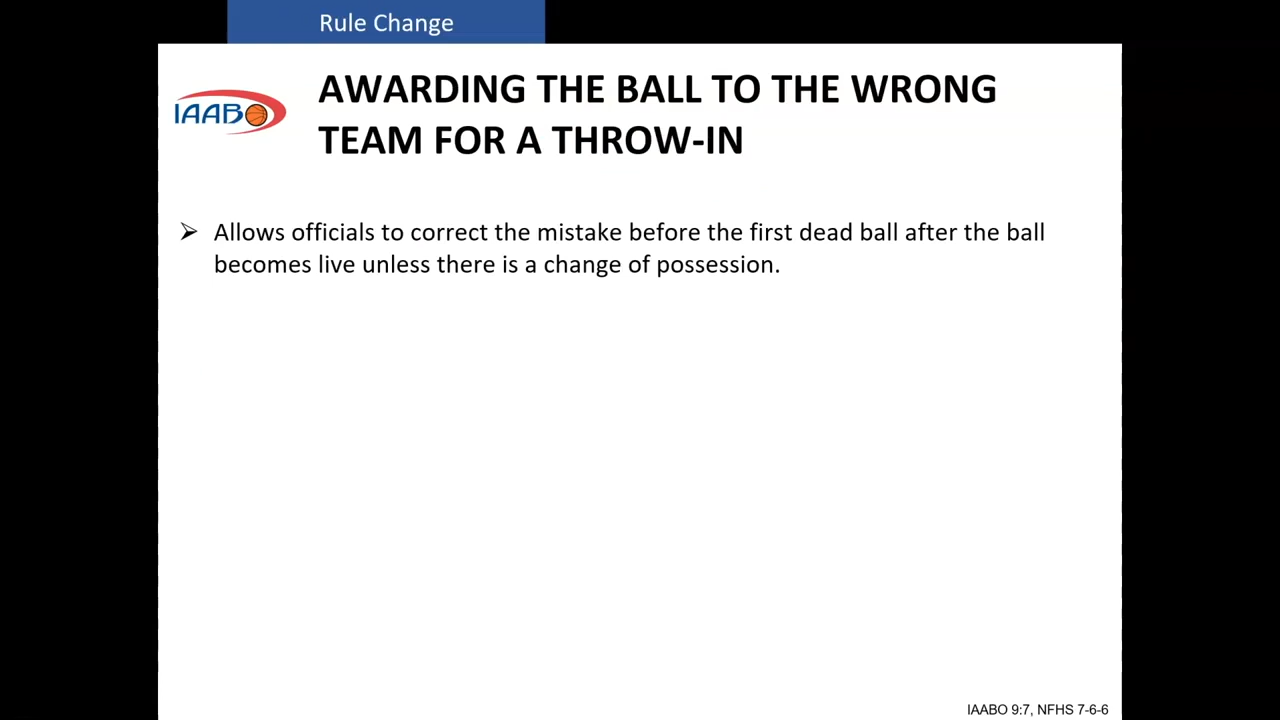 Rule Change
IAABO
AWARDING THE BALL TO THE WRONG
TEAM FOR A THROW-IN
➢ Allows officials to correct the mistake before the first dead ball after the ball
becomes live unless there is a change of possession.
IAABO 9:7, NFHS 7-6-6